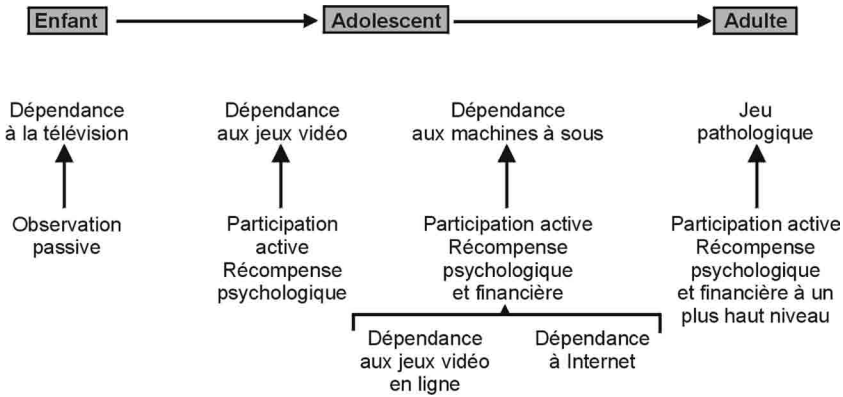 Enfant
Adolescent
Adulte
Dépendance
à la télévision
Dépendance
aux jeux vidéo
Dépendance
aux machines à sous
Jeu
pathologique
Observation
passive
Participation
active
Récompense
psychologique
Participation active
Récompense
psychologique
et financière
Participation active
Récompense
psychologique
et financière à un
plus haut niveau
Dépendance
aux jeux vidéo
en ligne
Dépendance
à Internet